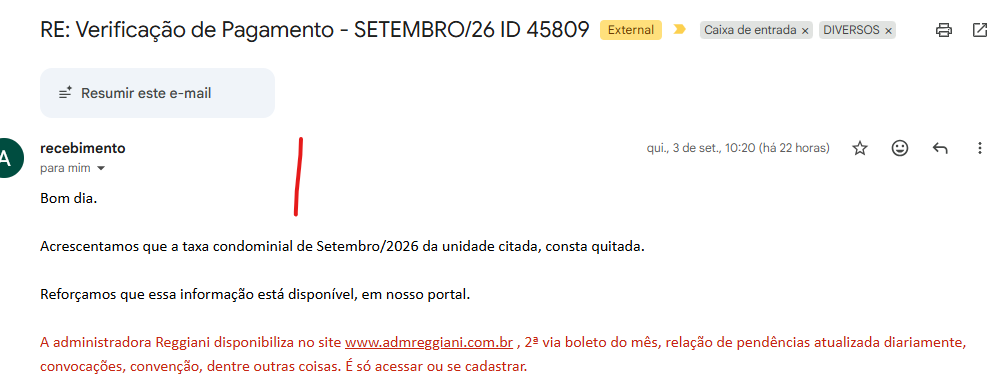 RE: Verificação de Pagamento - SETEMBRO/26 ID 45809 External Caixa de entrada × DIVERSOS ×
Resumir este e-mail
A
recebimento qui., 3 de set., 10:20 (há 22 horas)
para mim
Bom dia.
Acrescentamos que a taxa condominial de Setembro/2026 da unidade citada, consta quitada.
Reforçamos que essa informação está disponível, em nosso portal.
A administradora Reggiani disponibiliza no site www.admreggiani.com.br , 2ª via boleto do mês, relação de pendências atualizada diariamente,
convocações, convenção, dentre outras coisas. É só acessar ou se cadastrar.